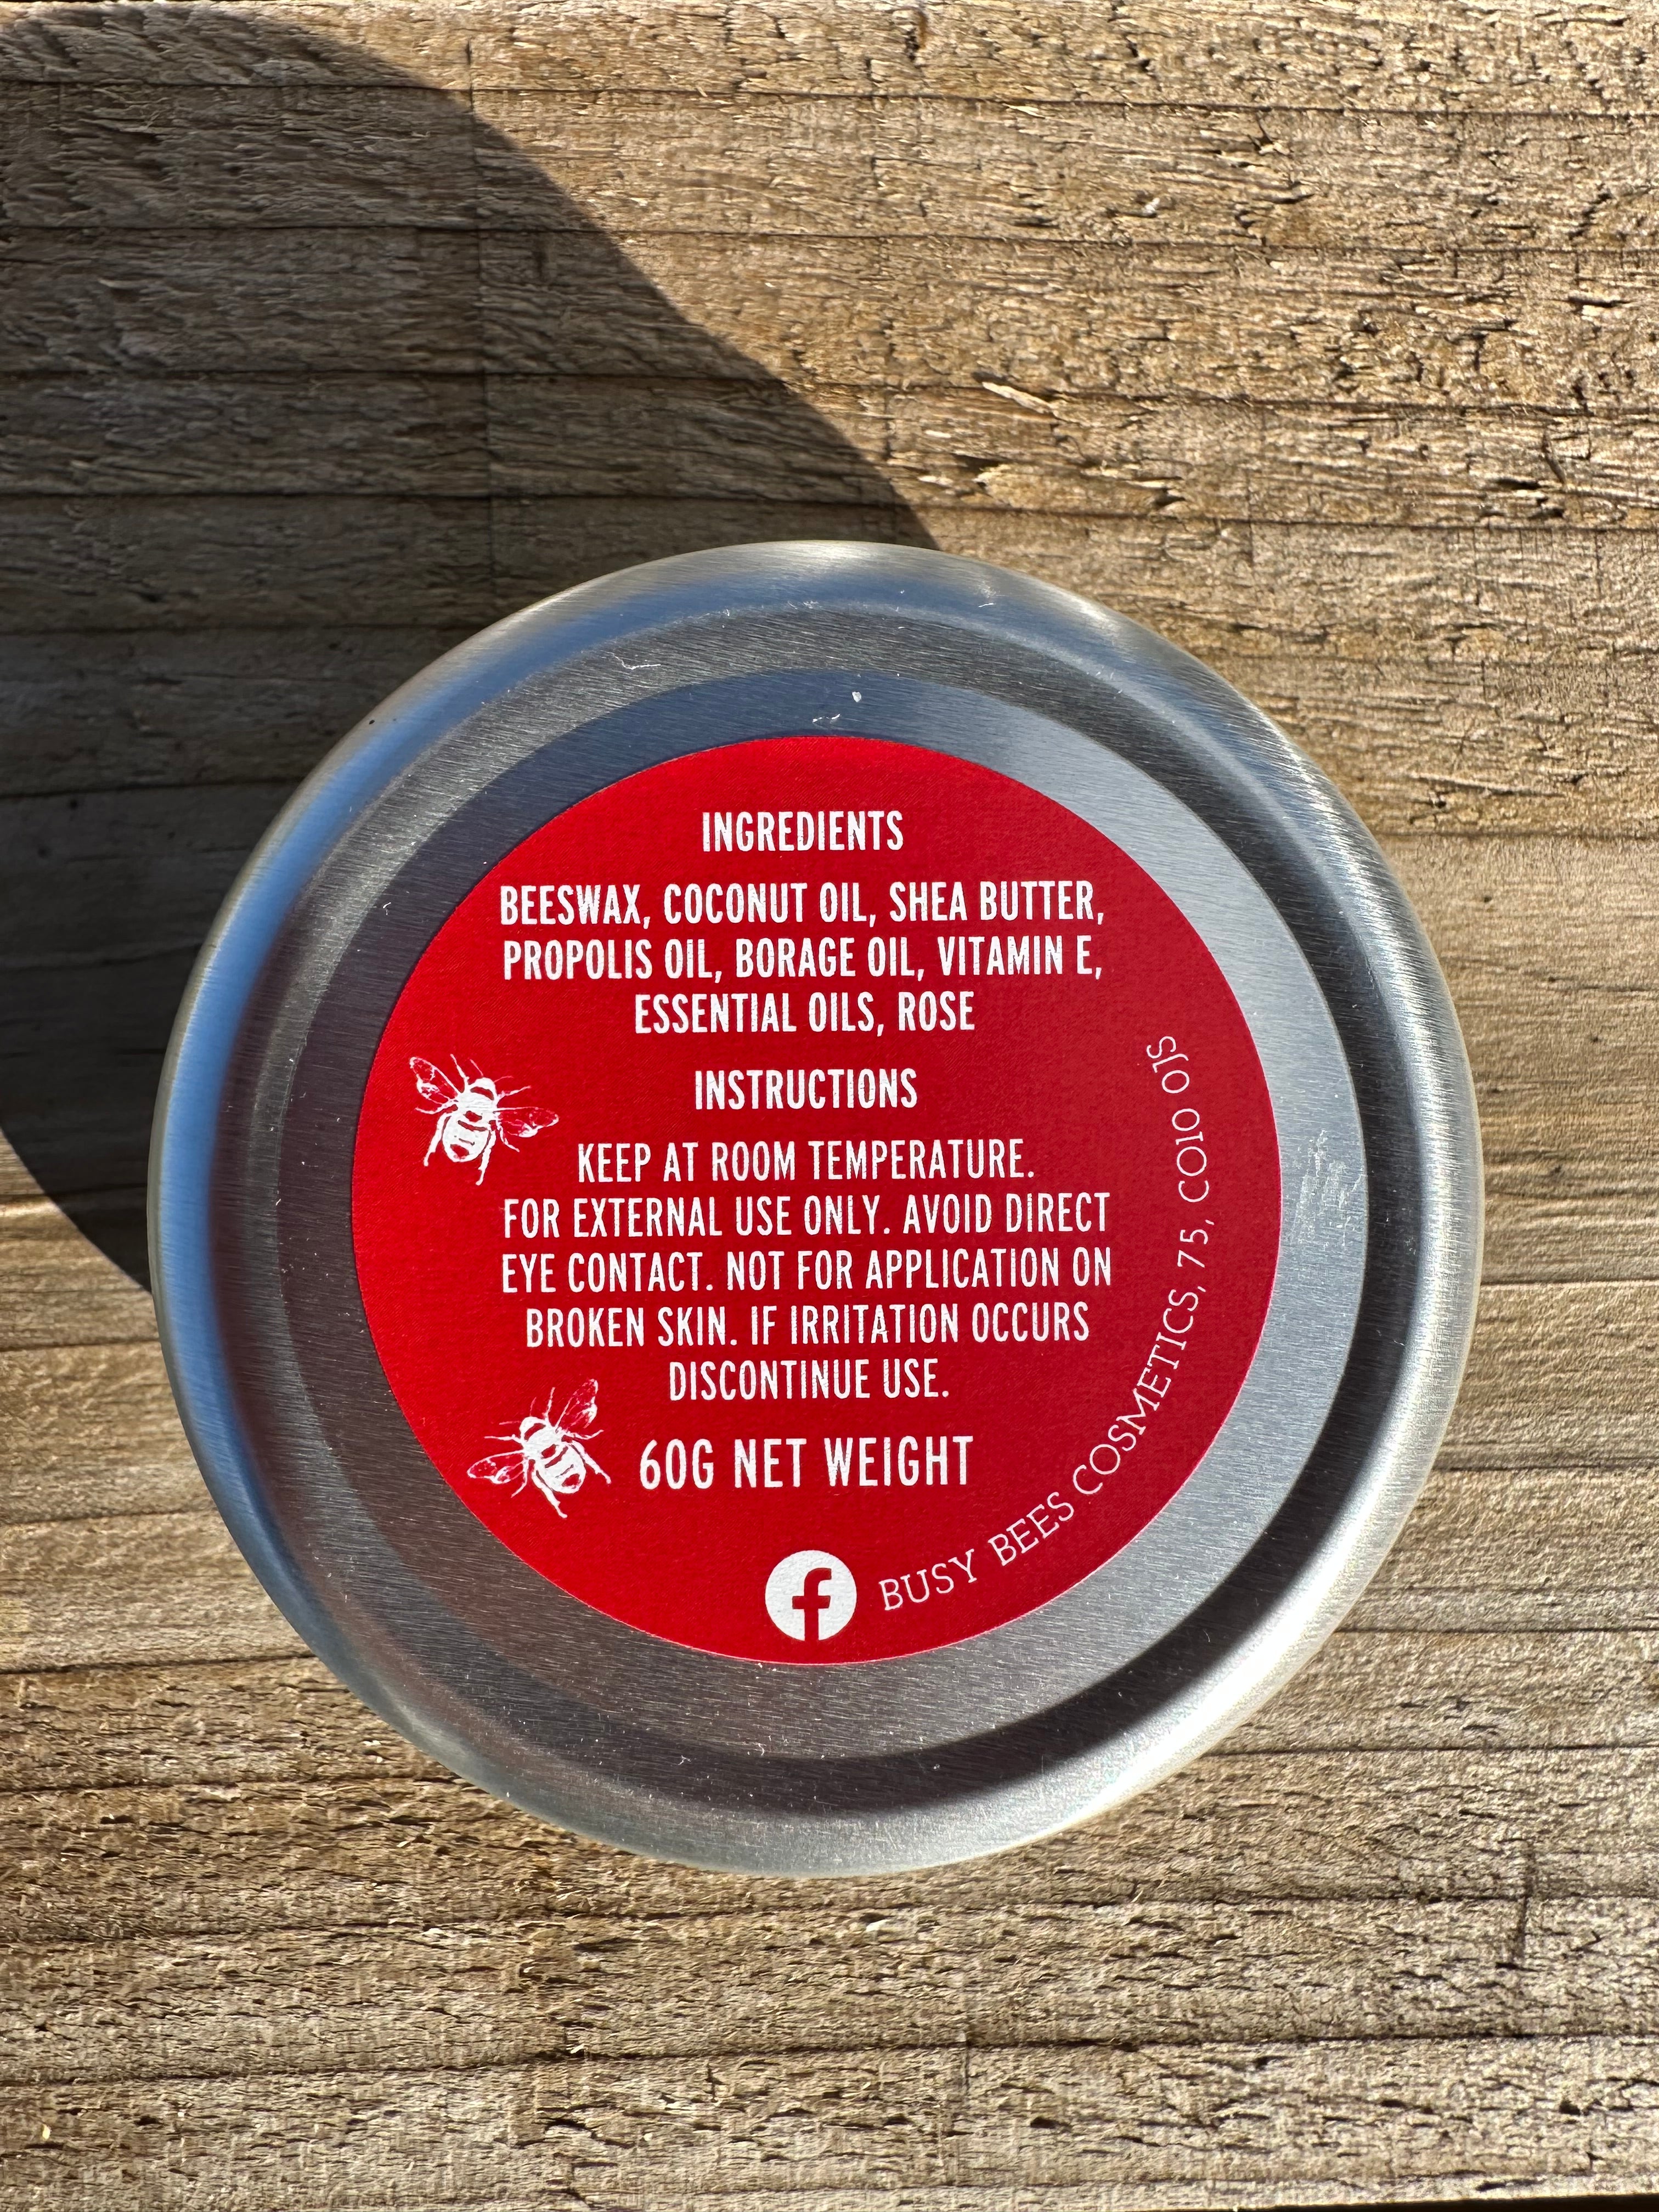 INGREDIENTS
BEESWAX, COCONUT OIL, SHEA BUTTER,
PROPOLIS OIL, BORAGE OIL, VITAMIN E,
ESSENTIAL OILS, ROSE
INSTRUCTIONS
KEEP AT ROOM TEMPERATURE.
FOR EXTERNAL USE ONLY. AVOID DIRECT
EYE CONTACT. NOT FOR APPLICATION ON
BROKEN SKIN. IF IRRITATION OCCURS
DISCONTINUE USE.
60G NET WEIGHT
BUSY BEES COSMETICS, 75, CO10 0JS